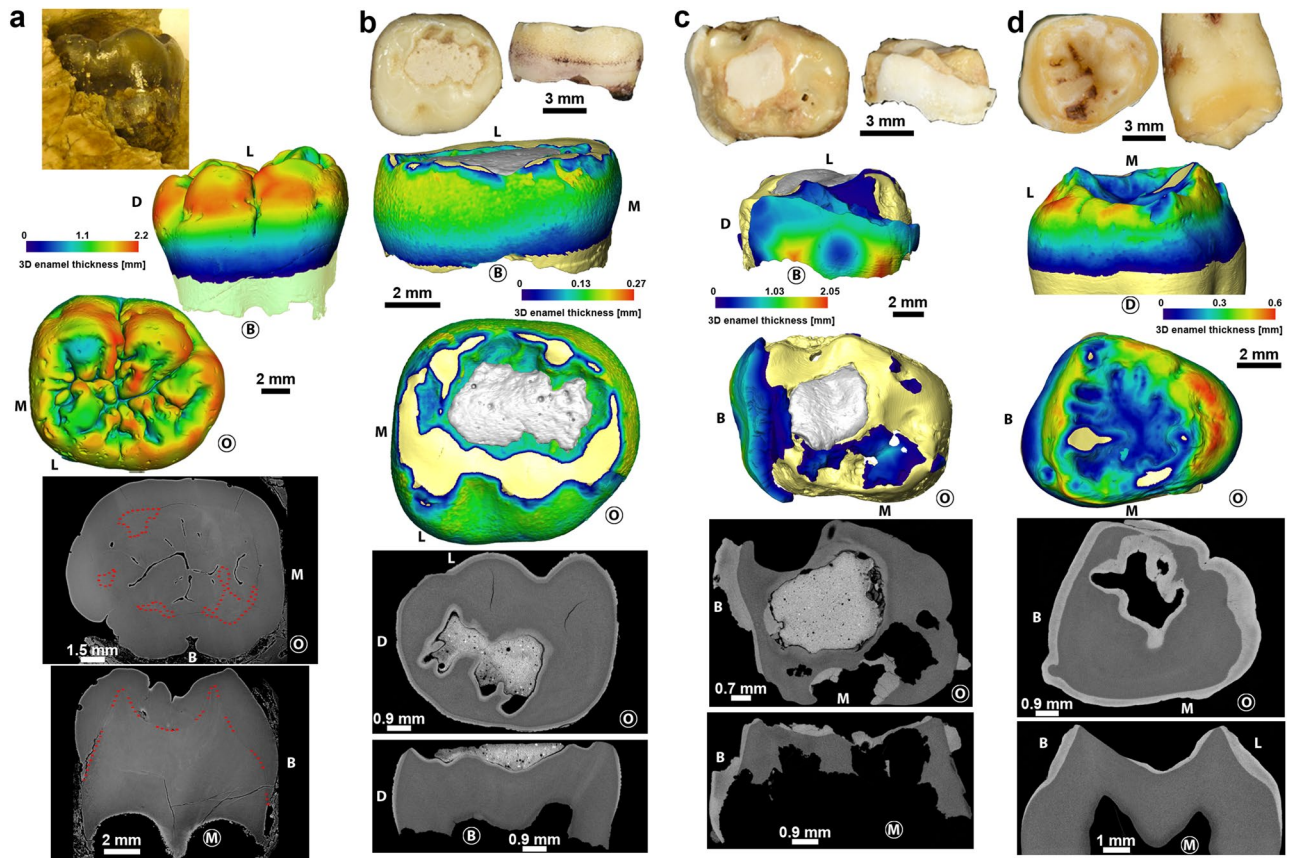 a
L
D
0 1.1 2.2
3D enamel thickness [mm]
B
2 mm
M
L
O
M
1.5 mm
B
O
B
2 mm
M
b
3 mm
L
M
B
2 mm
0 0.13 0.27
3D enamel thickness [mm]
M
L
O
L
D
0.9 mm
O
D
B
0.9 mm
c
3 mm
L
D
B
0 1.03 2.05
3D enamel thickness [mm]
2 mm
B
M
O
B
0.7 mm
M
O
B
0.9 mm
M
d
3 mm
M
L
D
0 0.3 0.6
3D enamel thickness [mm]
2 mm
B
M
O
B
0.9 mm
M
O
B
L
1 mm
M